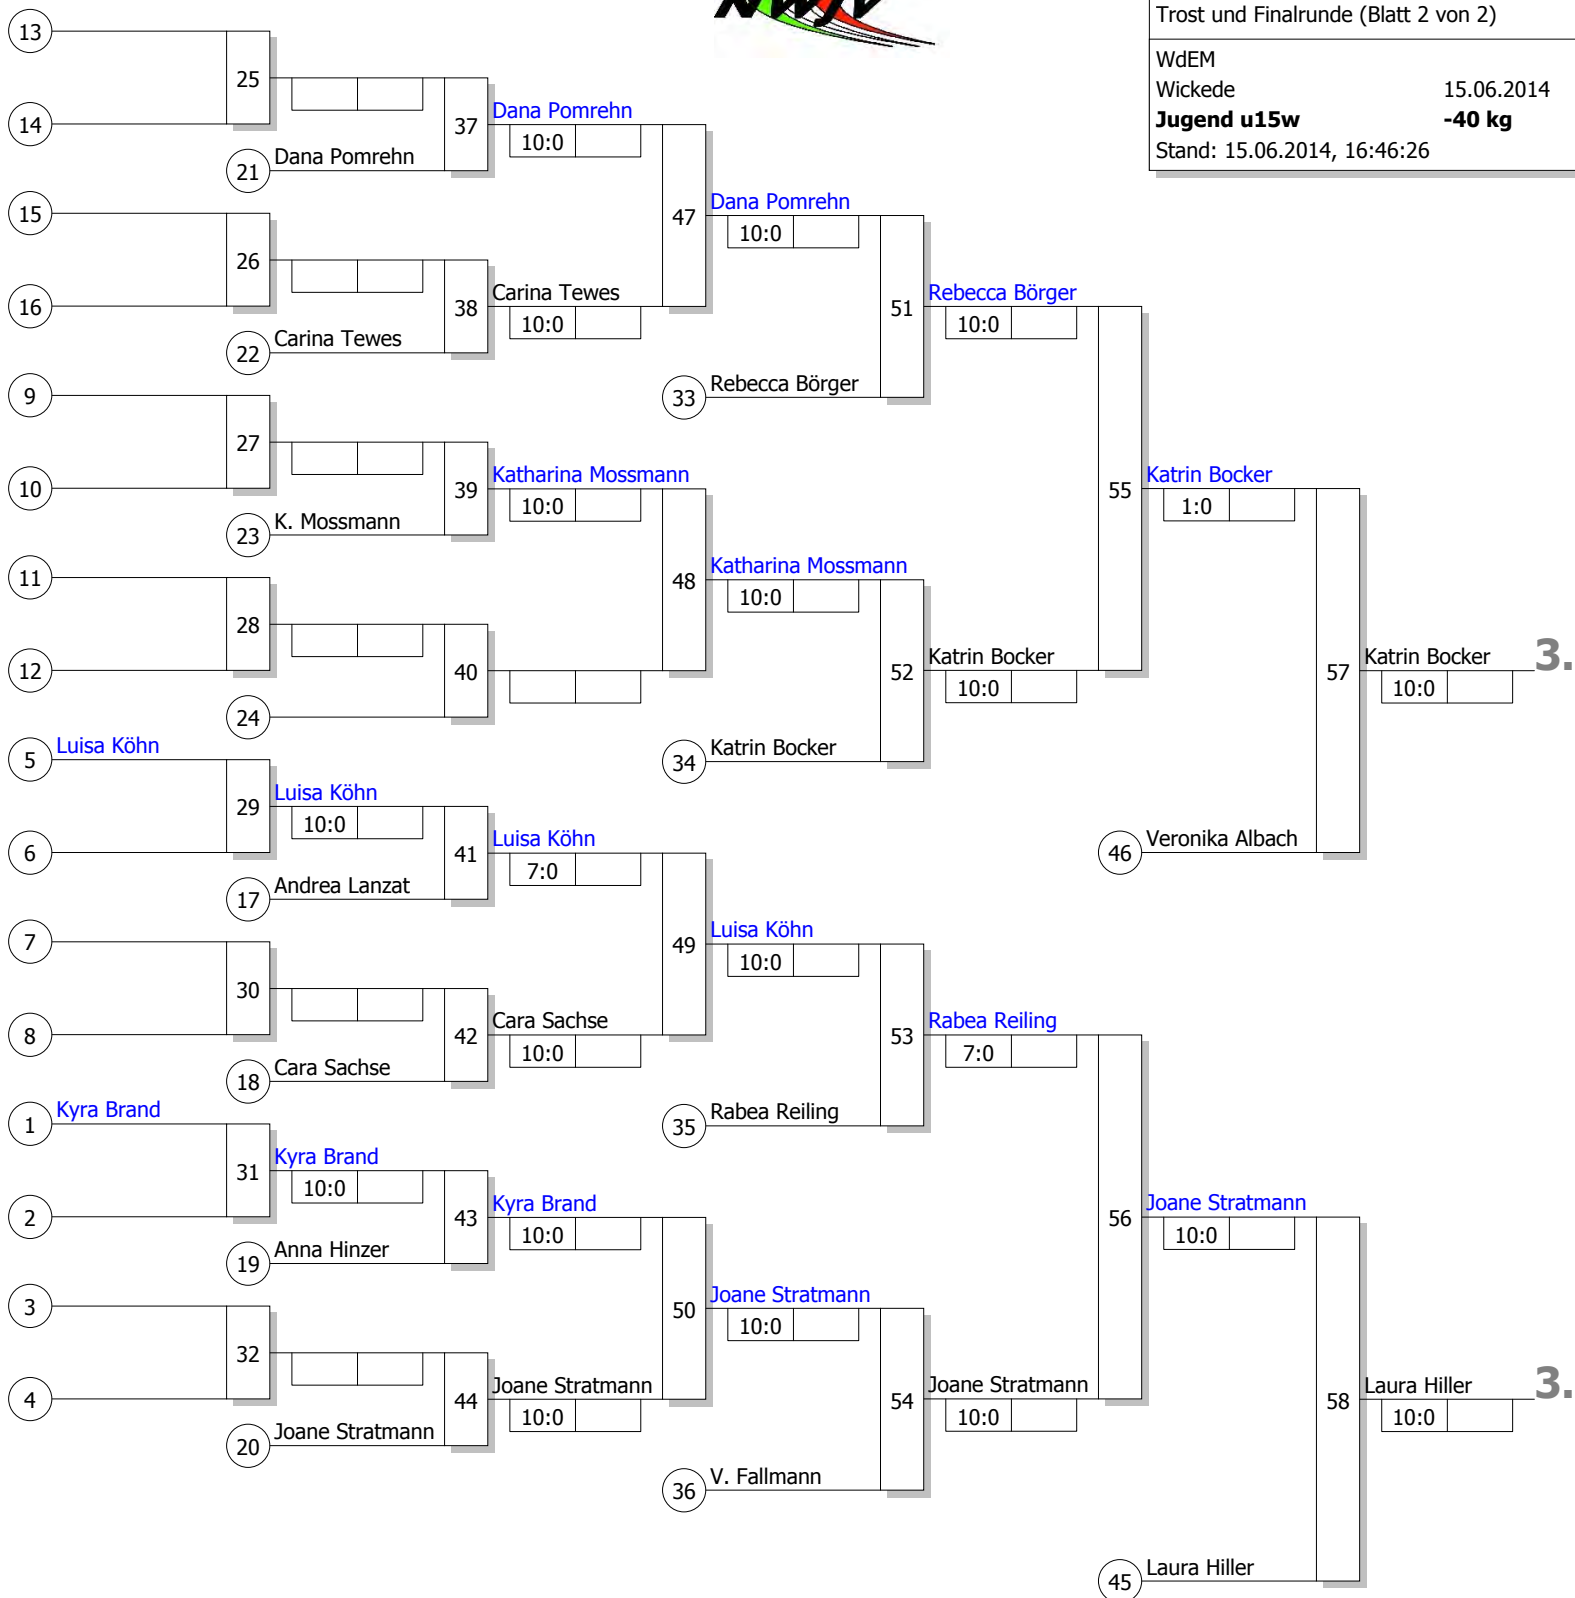 NWJV
Trost und Finalrunde (Blatt 2 von 2)
WdEM
Wickede 15.06.2014
Jugend u15w -40 kg
Stand: 15.06.2014, 16:46:26
13
25
14
37
Dana Pomrehn
10:0
21 Dana Pomrehn
15
47
Dana Pomrehn
10:0
26
16
38
Carina Tewes
10:0
22 Carina Tewes
51
Rebecca Börger
10:0
33 Rebecca Börger
9
27
10
39
Katharina Mossmann
10:0
23 K. Mossmann
55
Katrin Bocker
1:0
11
48
Katharina Mossmann
10:0
28
12
40
24
52
Katrin Bocker
10:0
34 Katrin Bocker
57
Katrin Bocker 3.
10:0
5 Luisa Köhn
29
Luisa Köhn
10:0
6
41
Luisa Köhn
7:0
17 Andrea Lanzat
46 Veronika Albach
7
49
Luisa Köhn
10:0
30
8
42
Cara Sachse
10:0
18 Cara Sachse
53
Rabea Reiling
7:0
35 Rabea Reiling
1 Kyra Brand
31
Kyra Brand
10:0
2
43
Kyra Brand
10:0
19 Anna Hinzer
56
Joane Stratmann
10:0
3
50
Joane Stratmann
10:0
32
4
44
Joane Stratmann
10:0
20 Joane Stratmann
54
Joane Stratmann
10:0
36 V. Fallmann
58
Laura Hiller 3.
10:0
45 Laura Hiller